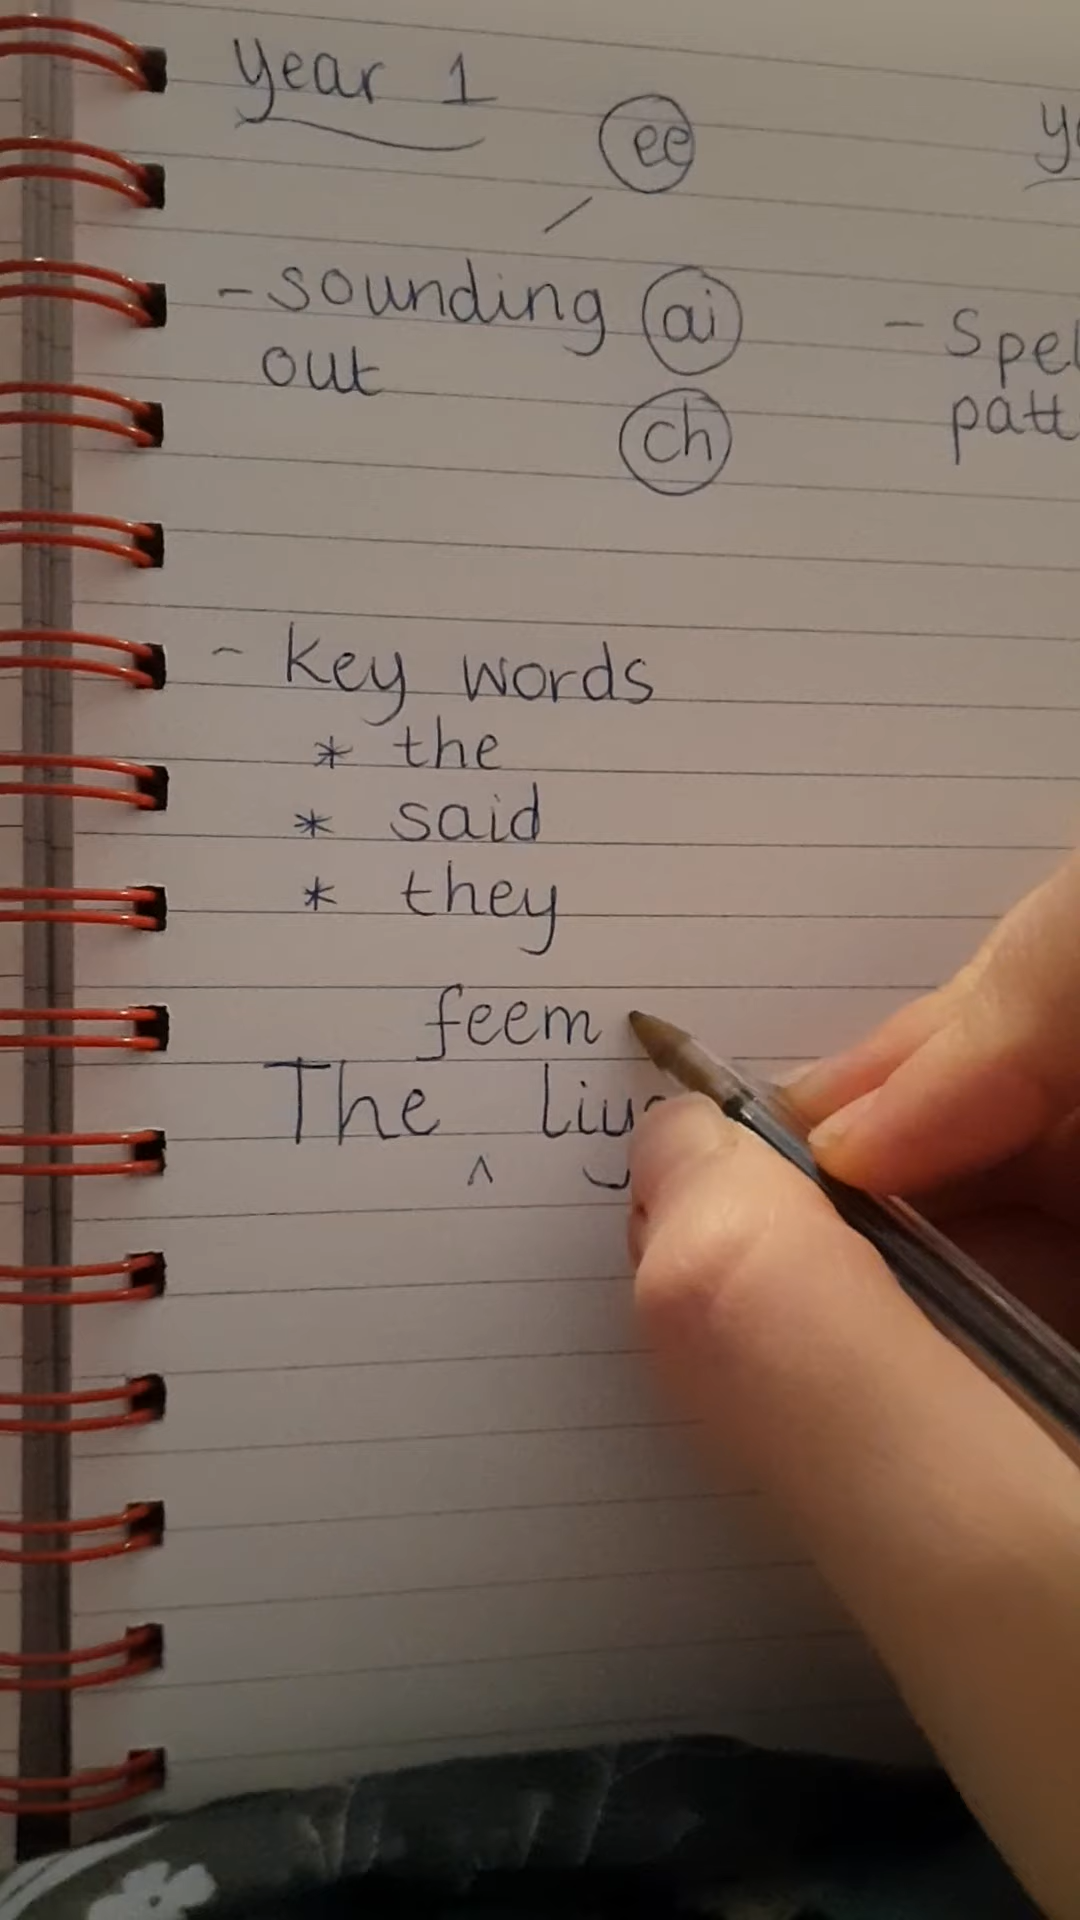 year 1
ee
- sounding ai
out
ch
- Spel
patt
- key words
* the
* said
* they
feem
The